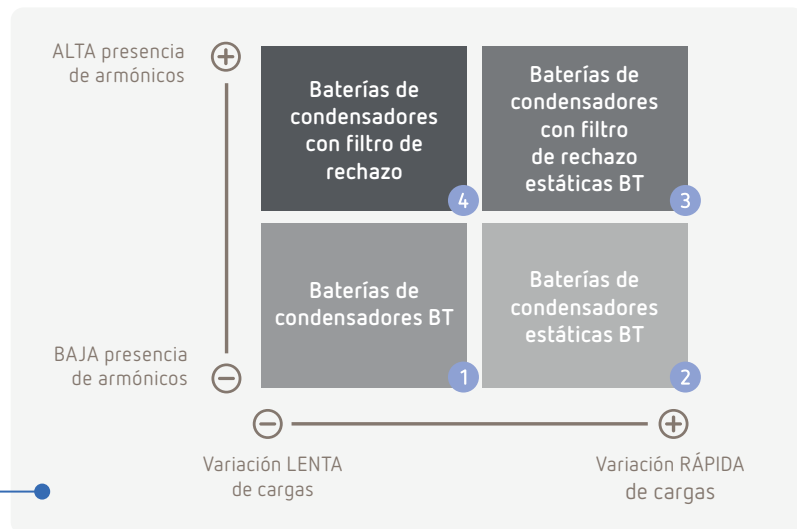 ALTA presencia
de armónicos
Baterías de
condensadores
con filtro de
rechazo
4
Baterías de
condensadores
con filtro
de rechazo
estáticas BT
3
Baterías de
condensadores BT
1
Baterías de
condensadores
estáticas BT
2
BAJA presencia
de armónicos
Variación LENTA
de cargas
Variación RÁPIDA
de cargas